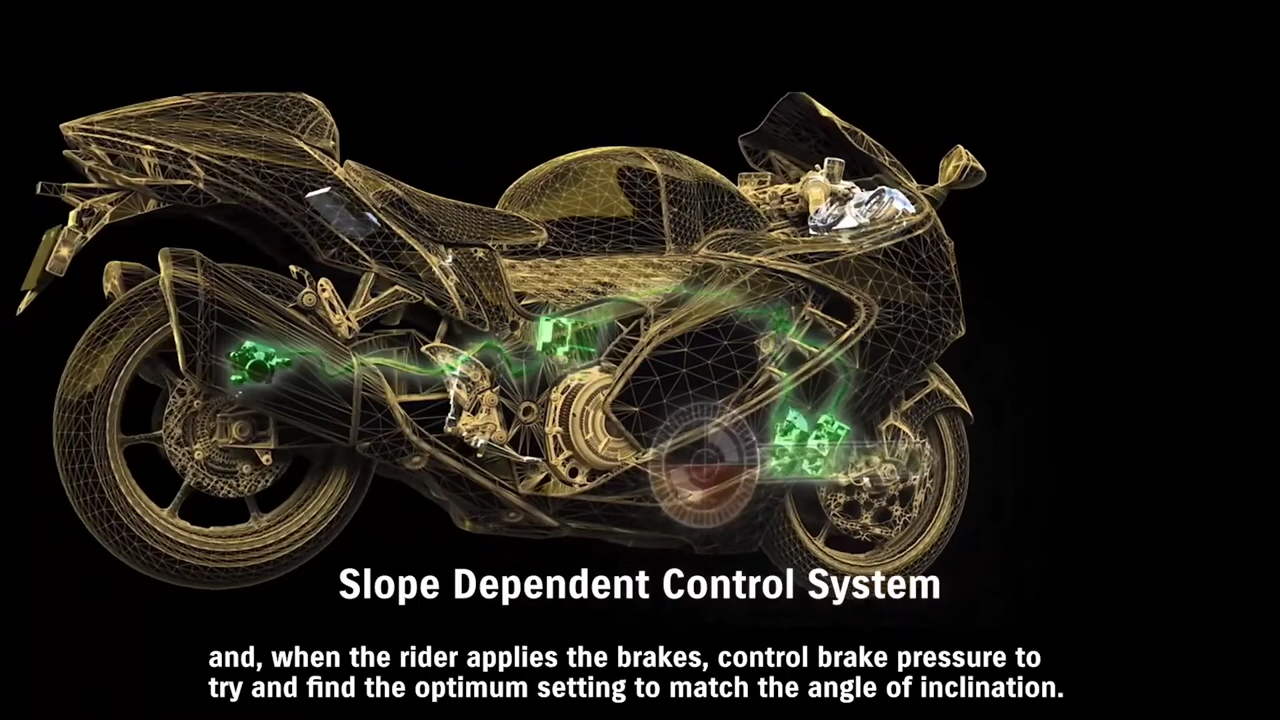 Slope Dependent Control System
and, when the rider applies the brakes, control brake pressure to
try and find the optimum setting to match the angle of inclination.